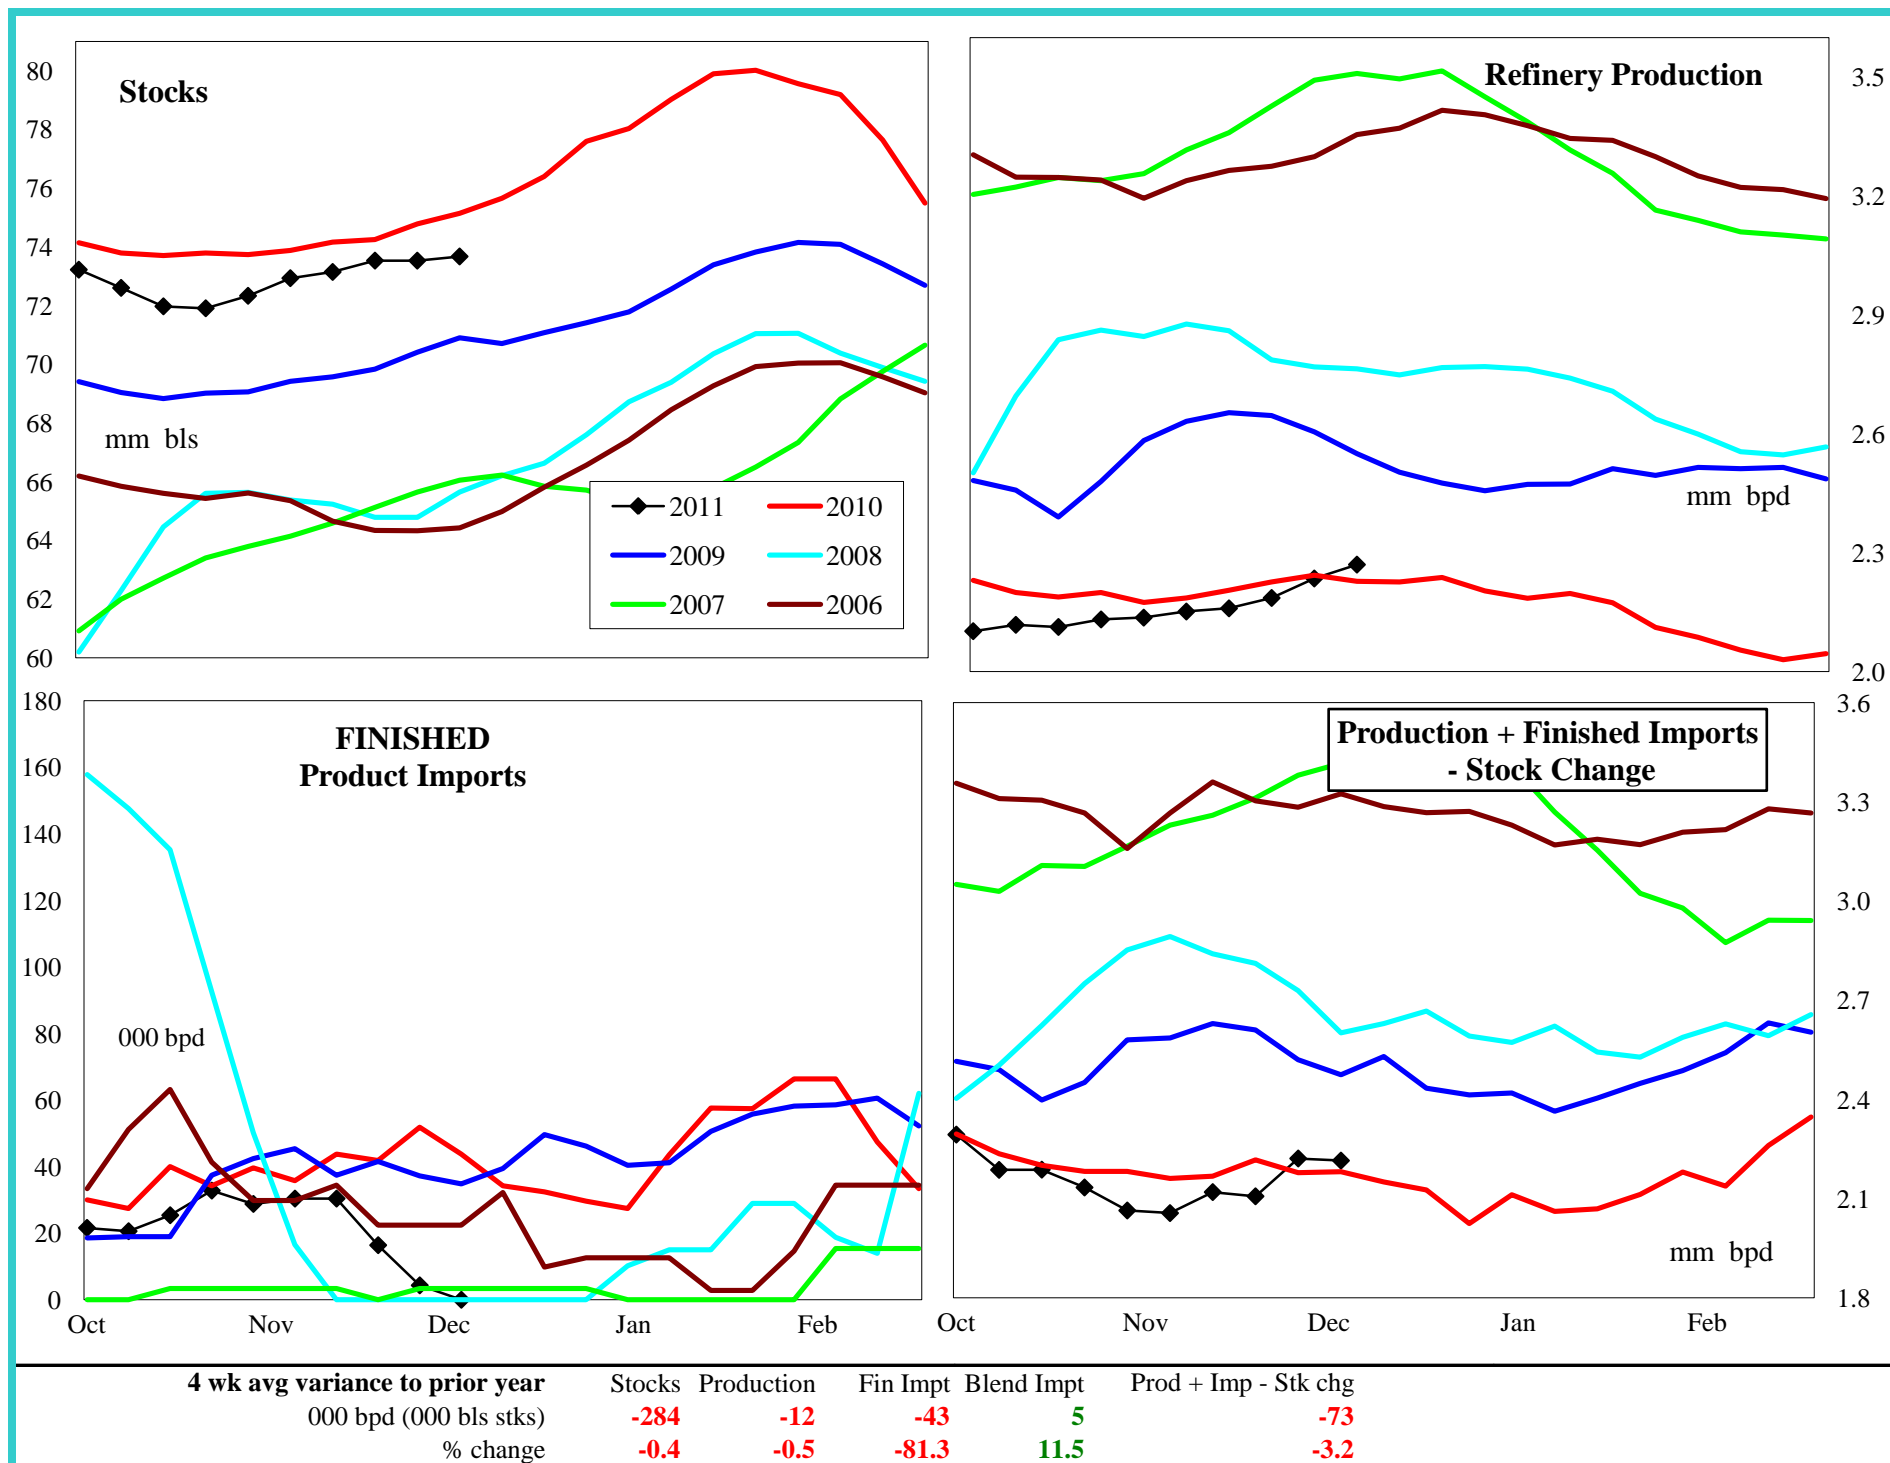 Stocks
80
78
76
74
72
70
68
66
64
62
60
mm bls
2011
2010
2009
2008
2007
2006
Refinery Production
3.5
3.2
2.9
2.6
2.3
2.0
mm bpd
FINISHED
Product Imports
180
160
140
120
100
80
60
40
20
0
000 bpd
Oct Nov Dec Jan Feb
Production + Finished Imports
- Stock Change
3.6
3.3
3.0
2.7
2.4
2.1
1.8
mm bpd
Oct Nov Dec Jan Feb
4 wk avg variance to prior year Stocks Production Fin Impt Blend Impt Prod + Imp - Stk chg
000 bpd (000 bls stks) -284 -12 -43 5 -73
% change -0.4 -0.5 -81.3 11.5 -3.2